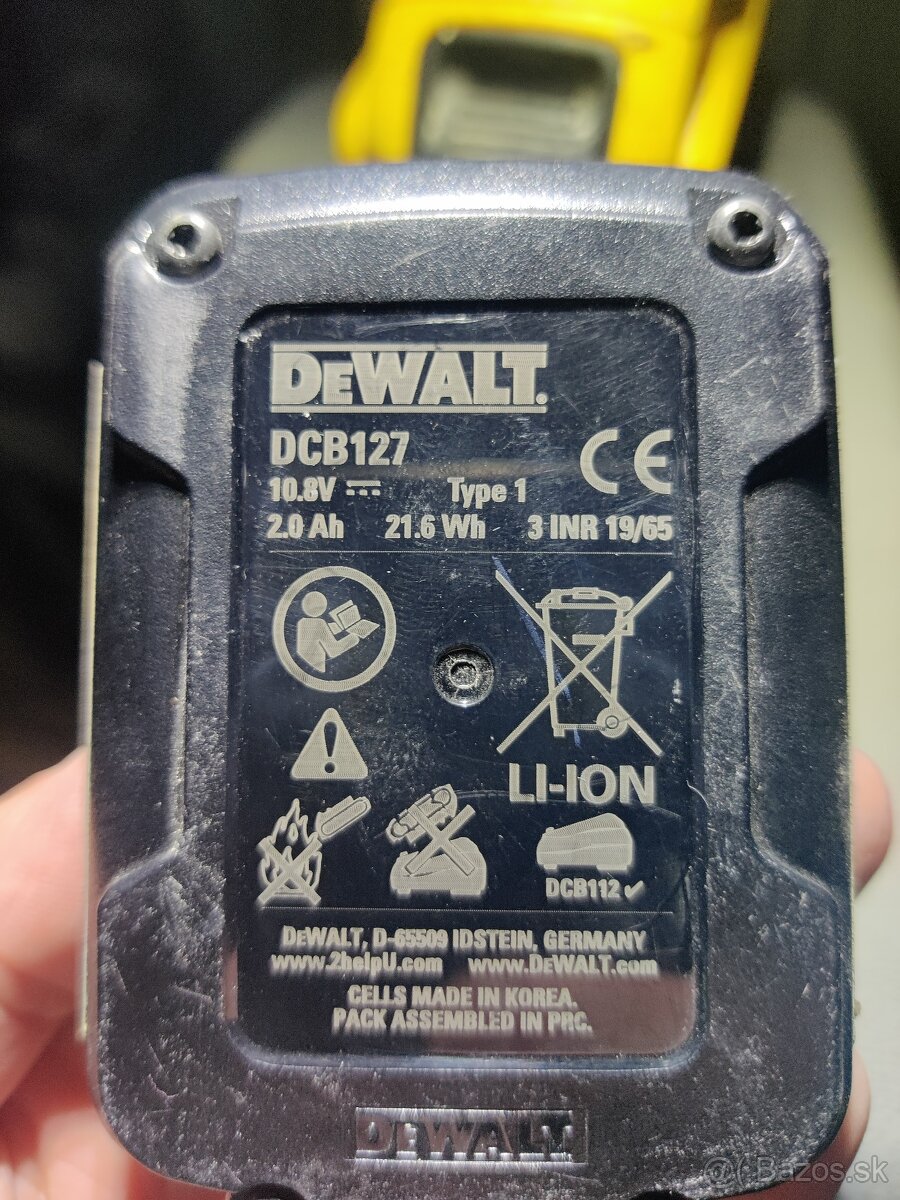 DEWALT.
DCB127
10.8V Type 1
2.0 Ah 21.6 Wh 3 INR 19/65
CE
LI-ION
DCB112 ✓
DEWALT, D-65509 IDSTEIN, GERMANY
www.2helpU.com www.DEWALT.com
CELLS MADE IN KOREA.
PACK ASSEMBLED IN PRC.
DEWALT
Bazos.sk